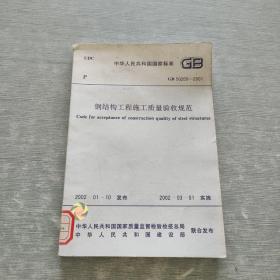 UDC
中华人民共和国国家标准 GB
P
GB 50205-2001
钢结构工程施工质量验收规范
Code for acceptance of construction quality of steel structures
2002-01-10 发布 2002-03-01 实施
中华人民共和国国家质量监督检验检疫总局
中华人民共和国建设部
联合发布